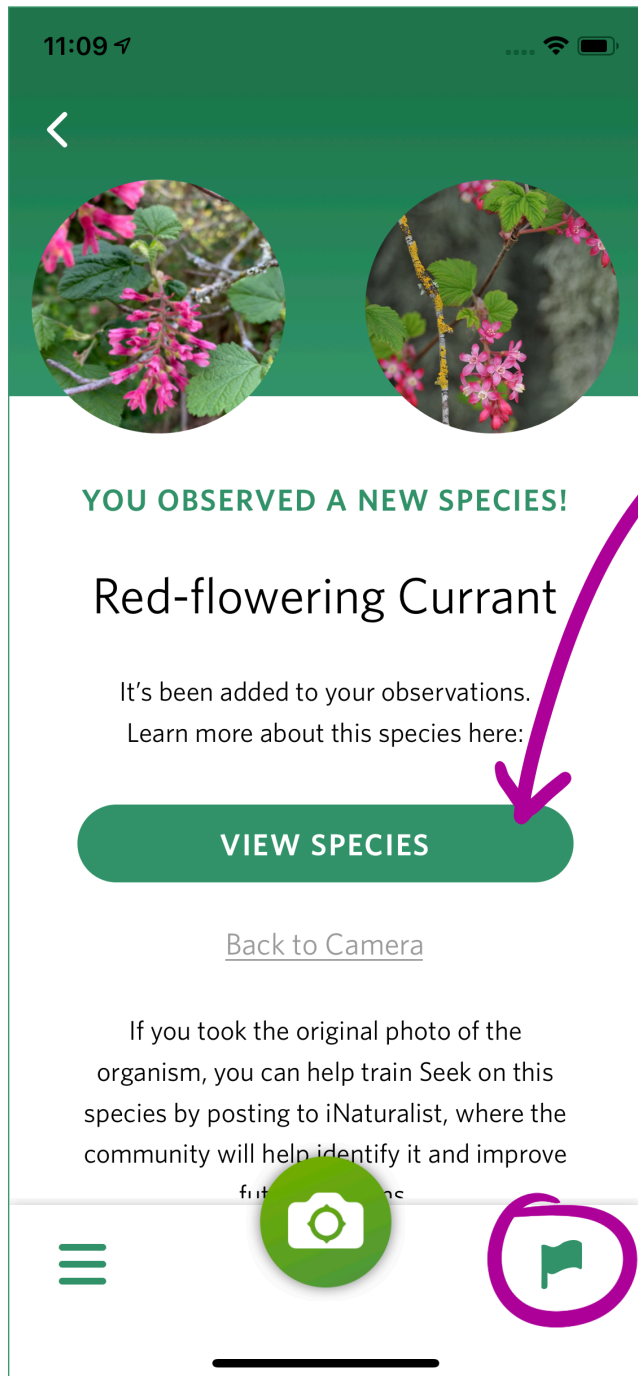 11:09
YOU OBSERVED A NEW SPECIES!
Red-flowering Currant
It's been added to your observations.
Learn more about this species here:
VIEW SPECIES
Back to Camera
If you took the original photo of the
organism, you can help train Seek on this
species by posting to iNaturalist, where the
community will help identify it and improve